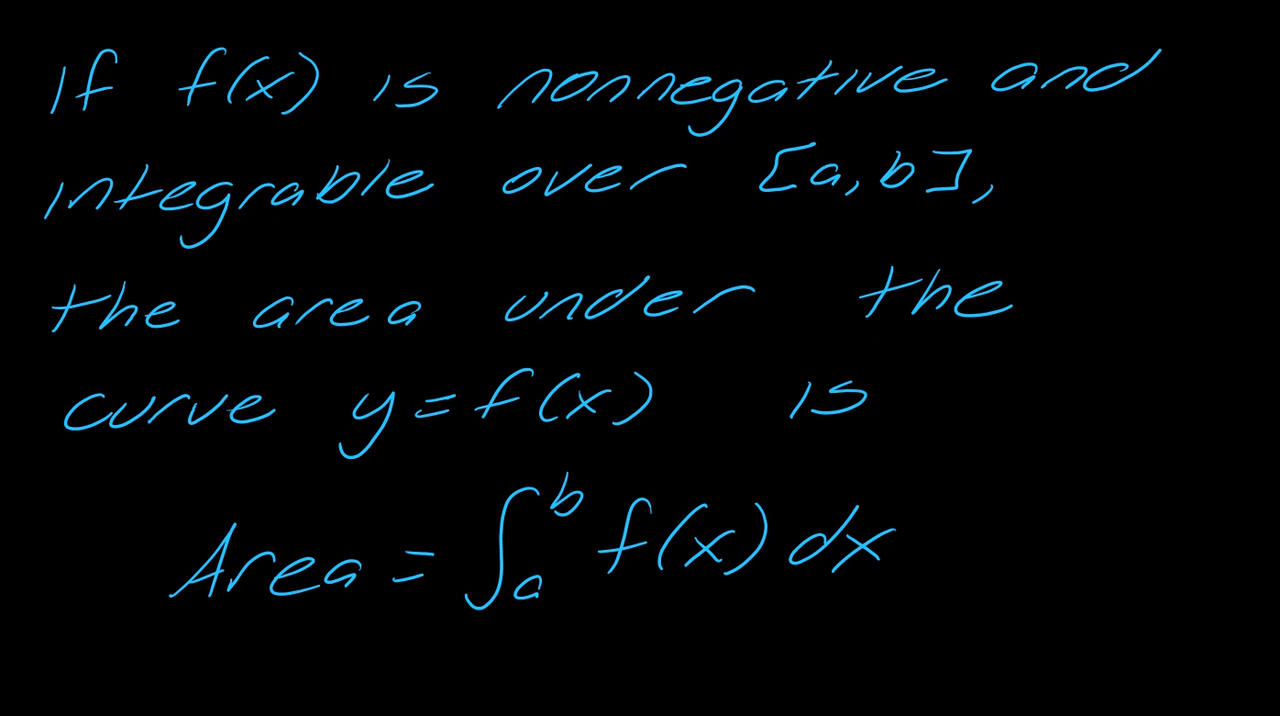 If f(x) is nonnegative and
integrable over [a,b],
the area under the
curve y=f(x) is
Area = ∫_a^b f(x) dx